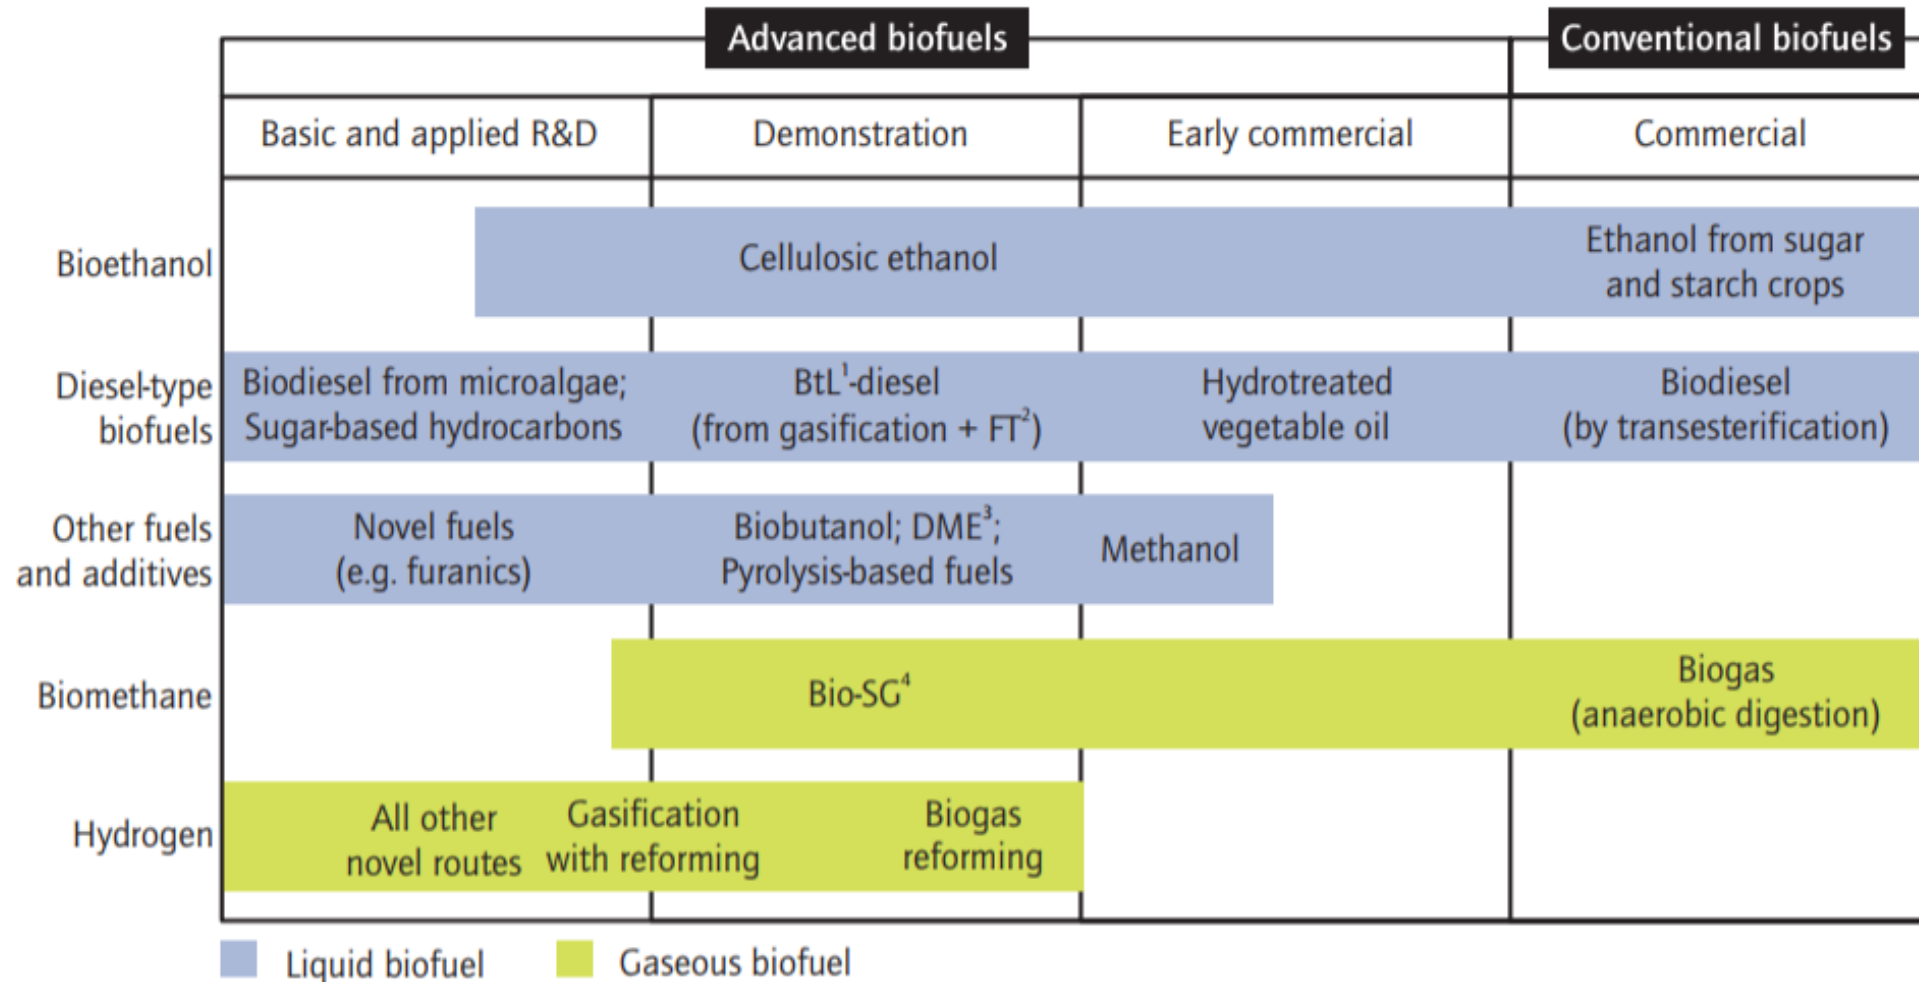 Advanced biofuels
Conventional biofuels
Basic and applied R&D
Demonstration
Early commercial
Commercial
Bioethanol
Cellulosic ethanol
Ethanol from sugar
and starch crops
Diesel-type
biofuels
Biodiesel from microalgae;
Sugar-based hydrocarbons
BtL¹-diesel
(from gasification + FT²)
Hydrotreated
vegetable oil
Biodiesel
(by transesterification)
Other fuels
and additives
Novel fuels
(e.g. furanics)
Biobutanol; DME³;
Pyrolysis-based fuels
Methanol
Biomethane
Bio-SG⁴
Biogas
(anaerobic digestion)
Hydrogen
All other
novel routes
Gasification
with reforming
Biogas
reforming
Liquid biofuel
Gaseous biofuel